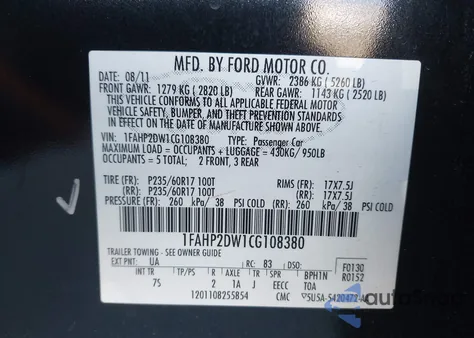 MFD. BY FORD MOTOR CO.
DATE: 08/11 GVWR: 2386 KG (5260 LB)
FRONT GAWR: 1279 KG (2820 LB) REAR GAWR: 1143 KG (2520 LB)
THIS VEHICLE CONFORMS TO ALL APPLICABLE FEDERAL MOTOR
VEHICLE SAFETY, BUMPER, AND THEFT PREVENTION STANDARDS
IN EFFECT ON THE DATE OF MANUFACTURE SHOWN ABOVE.
VIN: 1FAHP2DW1CG108380 TYPE: Passenger Car
MAXIMUM LOAD = OCCUPANTS + LUGGAGE = 430KG/950LB
OCCUPANTS = 5 TOTAL; 2 FRONT, 3 REAR
TIRE (FR): P235/60R17 100T RIMS (FR): 17X7.5J
(RR): P235/60R17 100T (RR): 17X7.5J
PRESSURE (FR): 260 kPa/ 38 PSI COLD (RR): 260 kPa/ 38 PSI COLD
1FAHP2DW1CG108380
TRAILER TOWING - SEE OWNERS GUIDE
EXT PNT: UA RC: 83 DSO: F0130
R0152
INT TR TP/PS R AXLE TR BPH1N
7S 2 1A J EECC T0A
1201108255854 CMC